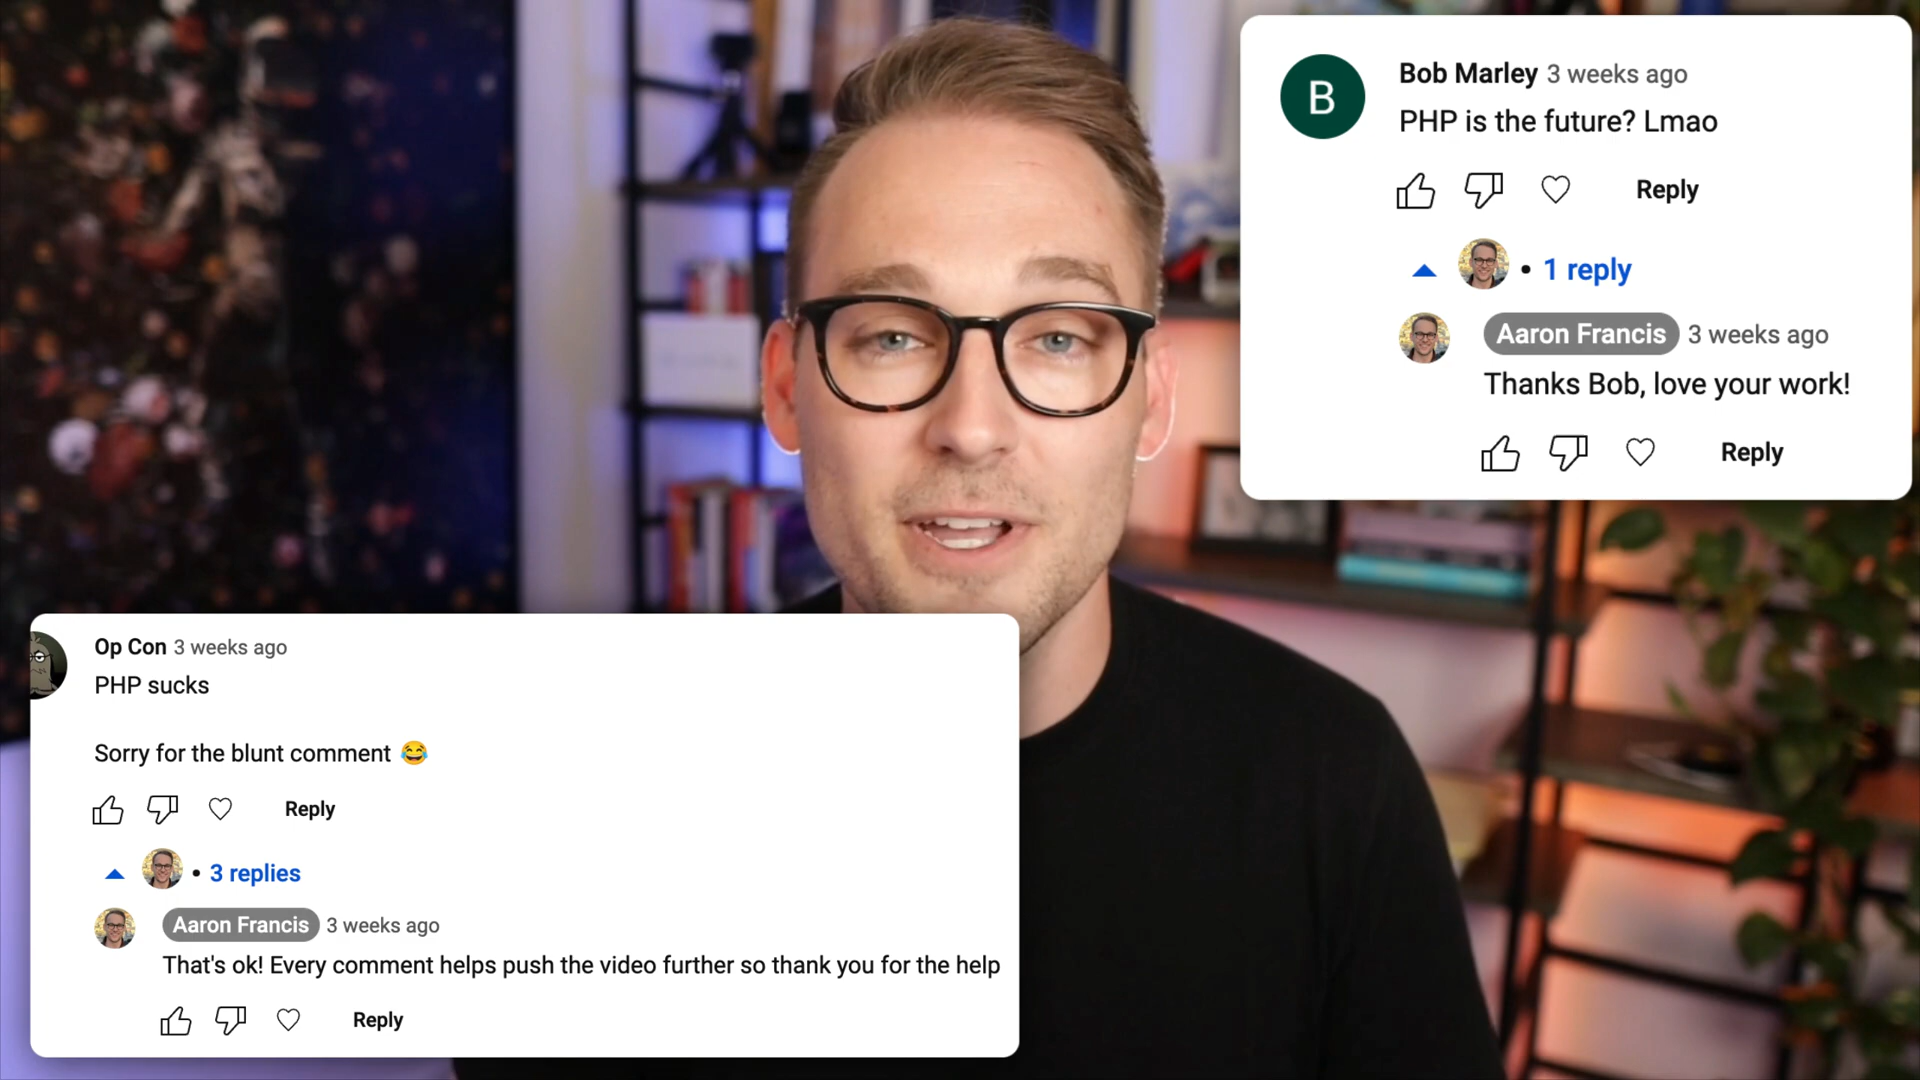 B
Bob Marley 3 weeks ago
PHP is the future? Lmao
Reply
• 1 reply
Aaron Francis 3 weeks ago
Thanks Bob, love your work!
Reply
Op Con 3 weeks ago
PHP sucks
Sorry for the blunt comment 😂
Reply
• 3 replies
Aaron Francis 3 weeks ago
That's ok! Every comment helps push the video further so thank you for the help
Reply